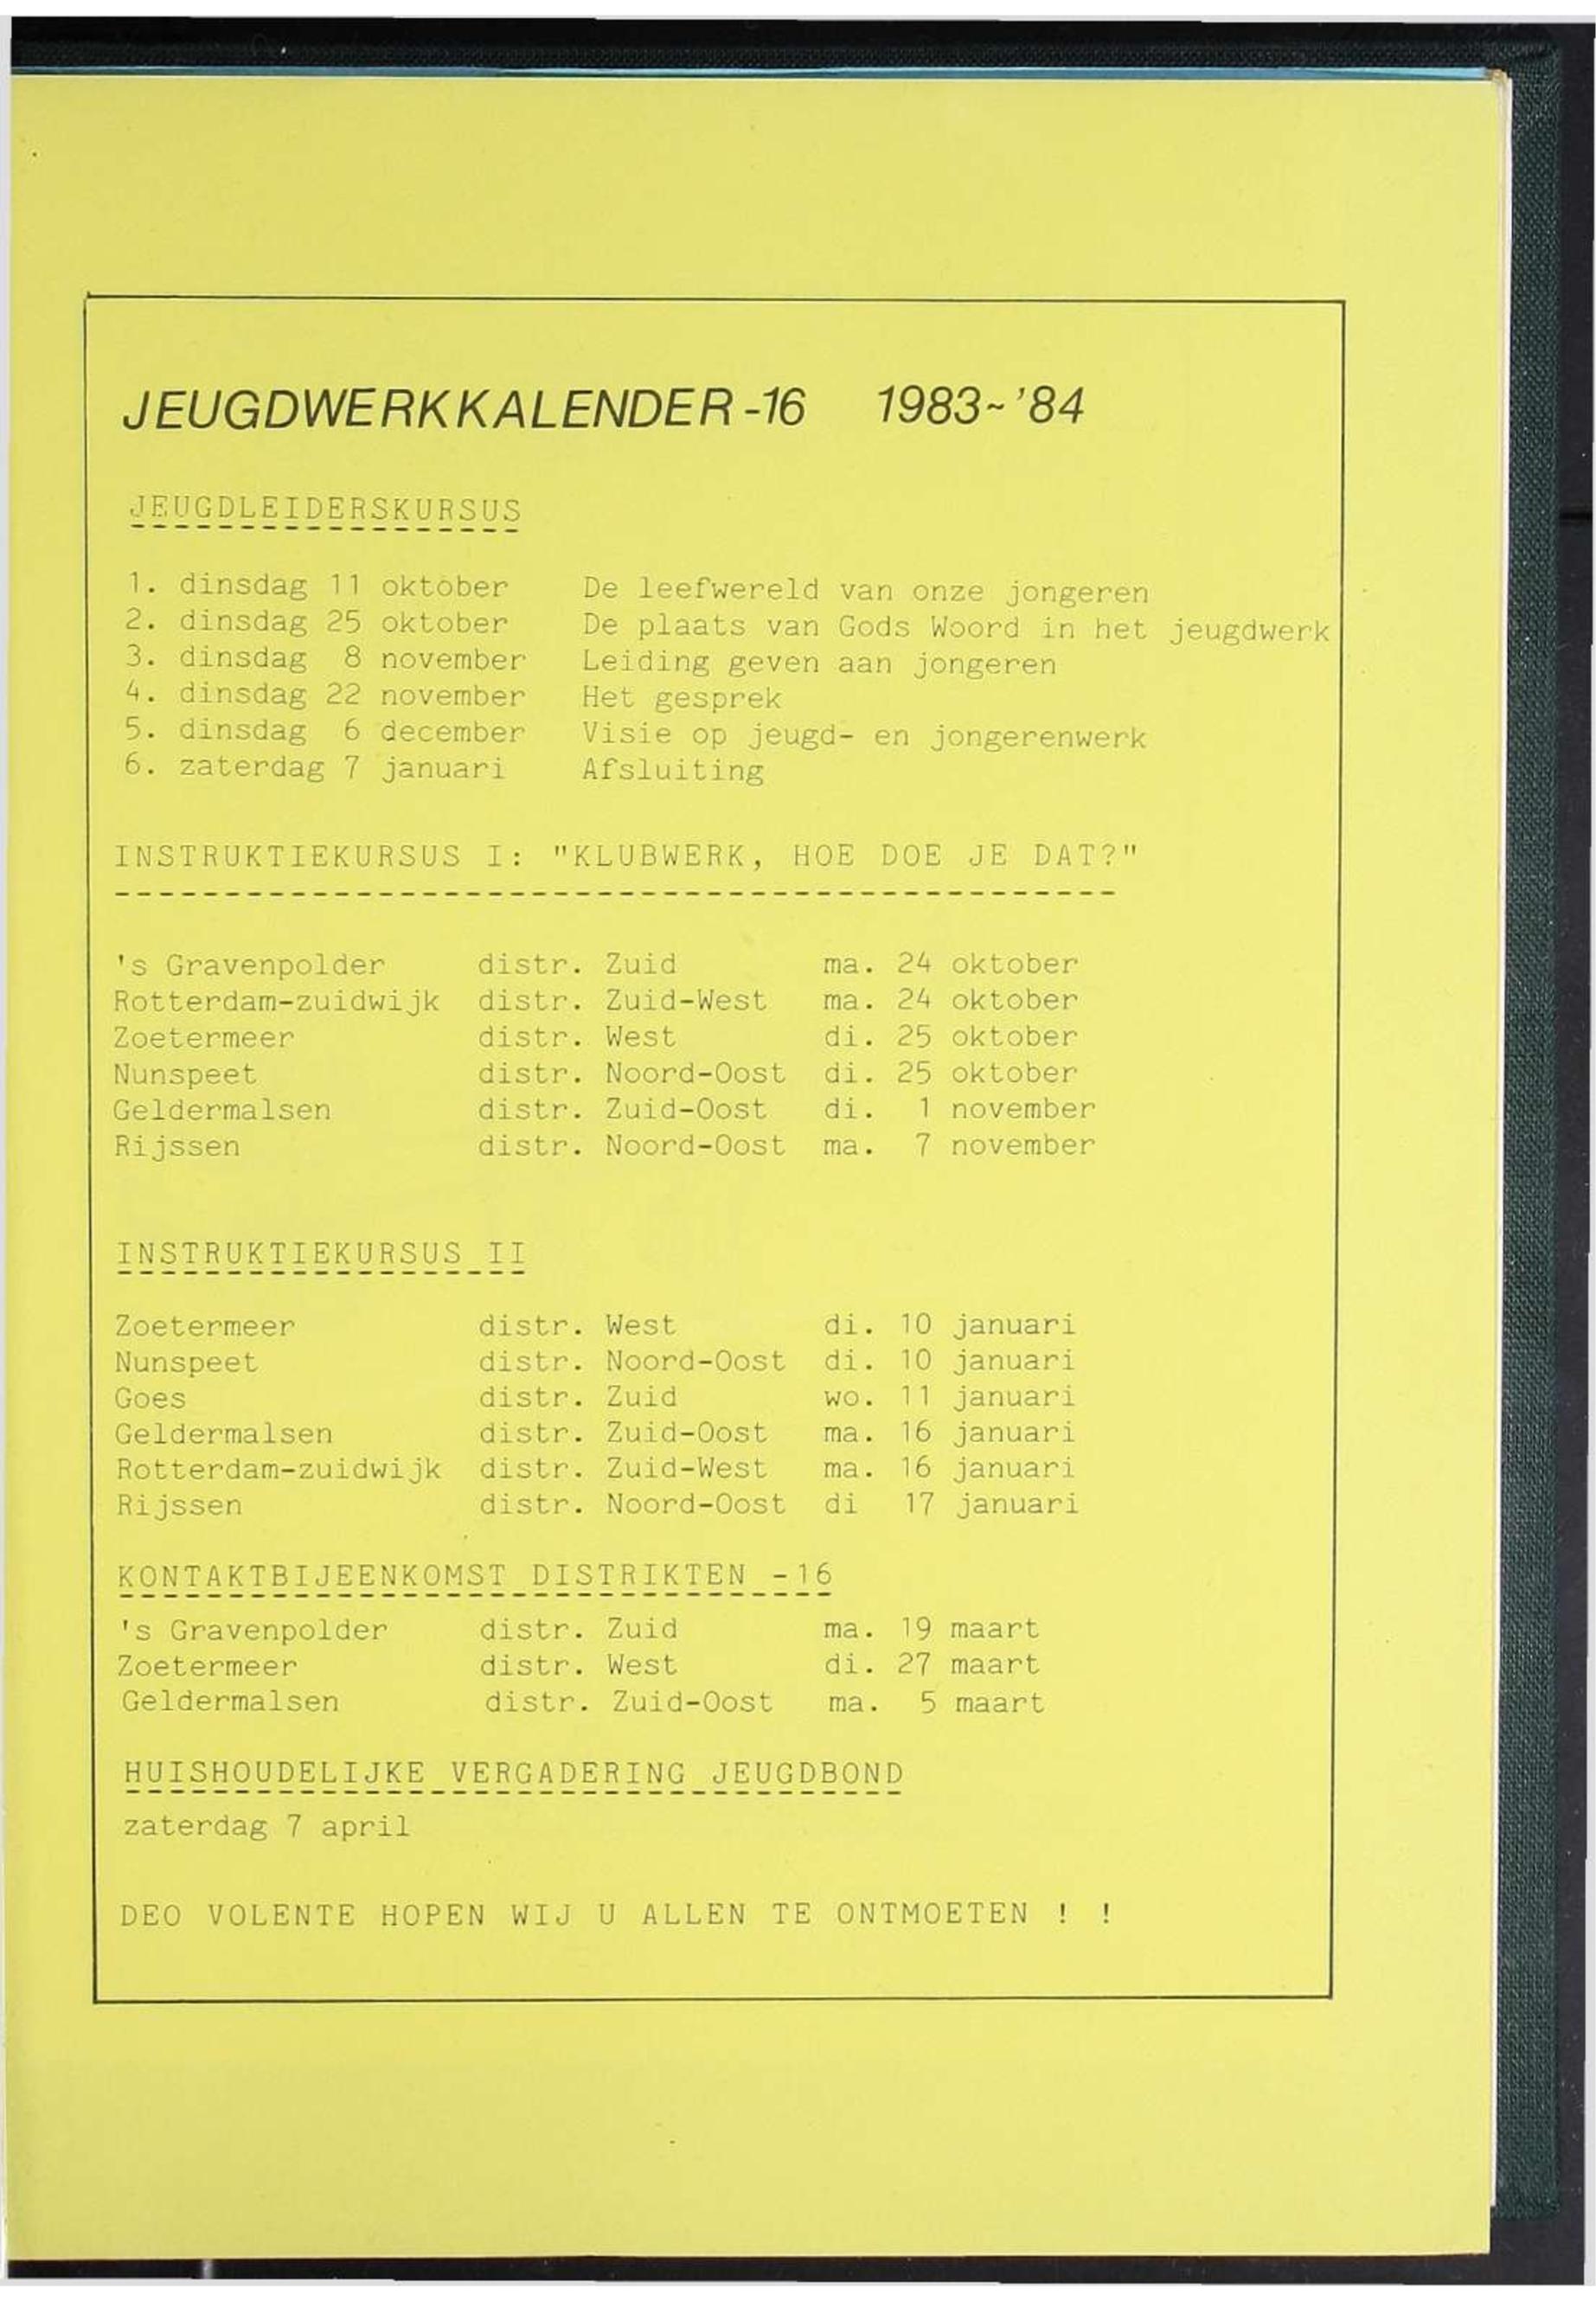 JEUGDWERKKALENDER-16 1983~'84
JEUGDLEIDERSKURSUS
1. dinsdag 11 oktober De leefwereld van onze jongeren
2. dinsdag 25 oktober De plaats van Gods Woord in het jeugdwerk
3. dinsdag 8 november Leiding geven aan jongeren
4. dinsdag 22 november Het gesprek
5. dinsdag 6 december Visie op jeugd- en jongerenwerk
6. zaterdag 7 januari Afsluiting
INSTRUKTIEKURSUS I: "KLUBWERK, HOE DOE JE DAT?"
's Gravenpolder distr. Zuid ma. 24 oktober
Rotterdam-zuidwijk distr. Zuid-West ma. 24 oktober
Zoetermeer distr. West di. 25 oktober
Nunspeet distr. Noord-Oost di. 25 oktober
Geldermalsen distr. Zuid-Oost di. 1 november
Rijssen distr. Noord-Oost ma. 7 november
INSTRUKTIEKURSUS II
Zoetermeer distr. West di. 10 januari
Nunspeet distr. Noord-Oost di. 10 januari
Goes distr. Zuid wo. 11 januari
Geldermalsen distr. Zuid-Oost ma. 16 januari
Rotterdam-zuidwijk distr. Zuid-West ma. 16 januari
Rijssen distr. Noord-Oost di 17 januari
KONTAKTBIJEENKOMST DISTRIKTEN -16
's Gravenpolder distr. Zuid ma. 19 maart
Zoetermeer distr. West di. 27 maart
Geldermalsen distr. Zuid-Oost ma. 5 maart
HUISHOUDELIJKE VERGADERING JEUGDBOND
zaterdag 7 april
DEO VOLENTE HOPEN WIJ U ALLEN TE ONTMOETEN ! !